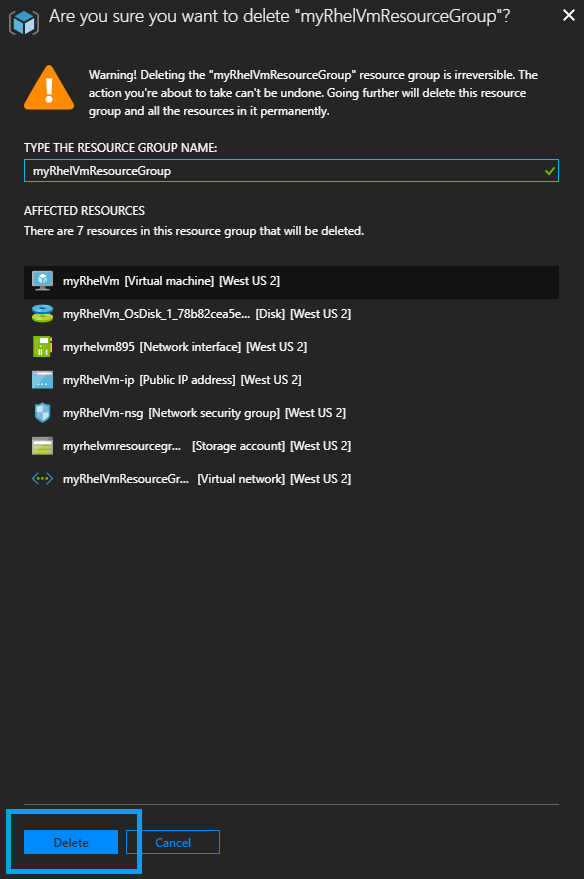 Are you sure you want to delete "myRhelVmResourceGroup"?
Warning! Deleting the "myRhelVmResourceGroup" resource group is irreversible. The
action you're about to take can't be undone. Going further will delete this resource
group and all the resources in it permanently.
TYPE THE RESOURCE GROUP NAME:
myRhelVmResourceGroup
AFFECTED RESOURCES
There are 7 resources in this resource group that will be deleted.
myRhelVm [Virtual machine] [West US 2]
myRhelVm_OsDisk_1_78b82cea5e... [Disk] [West US 2]
myrhelvm895 [Network interface] [West US 2]
myRhelVm-ip [Public IP address] [West US 2]
myRhelVm-nsg [Network security group] [West US 2]
myrhelvmresourcegr... [Storage account] [West US 2]
myRhelVmResourceGr... [Virtual network] [West US 2]
Delete Cancel